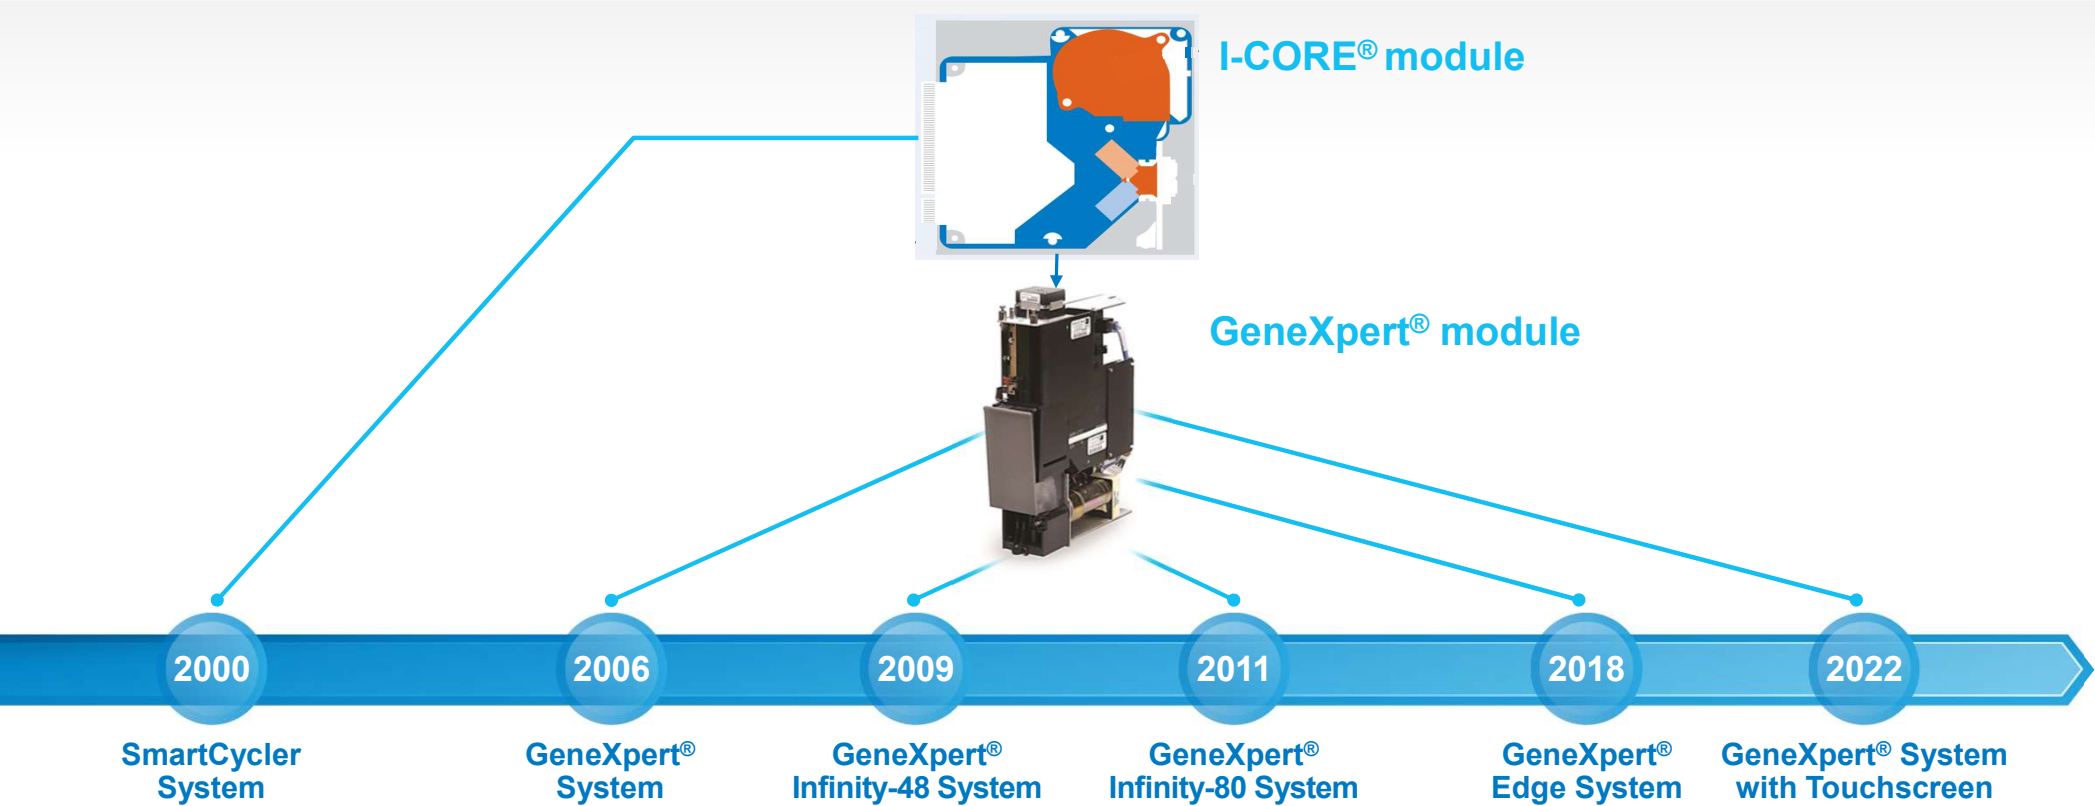 I-CORE® module
GeneXpert® module
2000
2006
2009
2011
2018
2022
SmartCycler
System
GeneXpert®
System
GeneXpert®
Infinity-48 System
GeneXpert®
Infinity-80 System
GeneXpert®
Edge System
GeneXpert® System
with Touchscreen